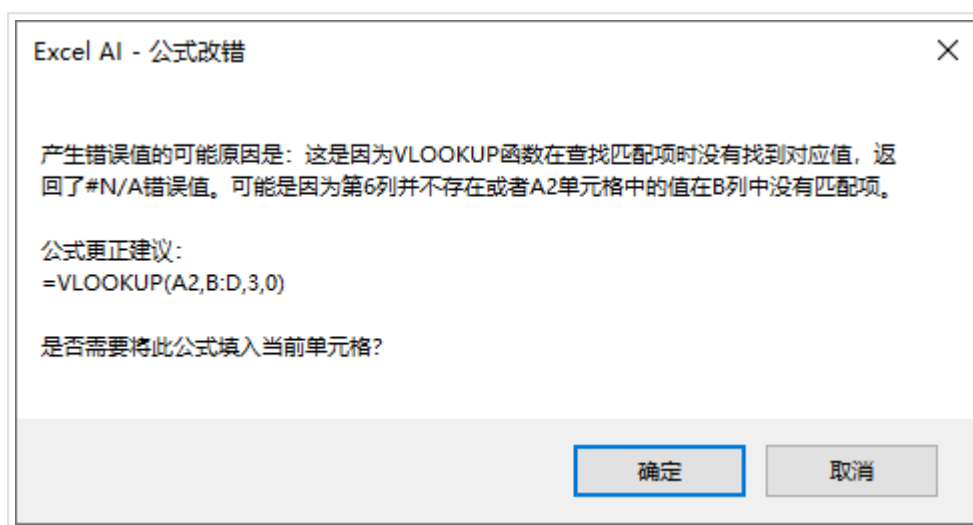 Excel AI - 公式改错
产生错误值的可能原因是：这是因为VLOOKUP函数在查找匹配项时没有找到对应值，返
回了#N/A错误值。可能是因为第6列并不存在或者A2单元格中的值在B列中没有匹配项。
公式更正建议：
=VLOOKUP(A2,B:D,3,0)
是否需要将此公式填入当前单元格？
确定
取消